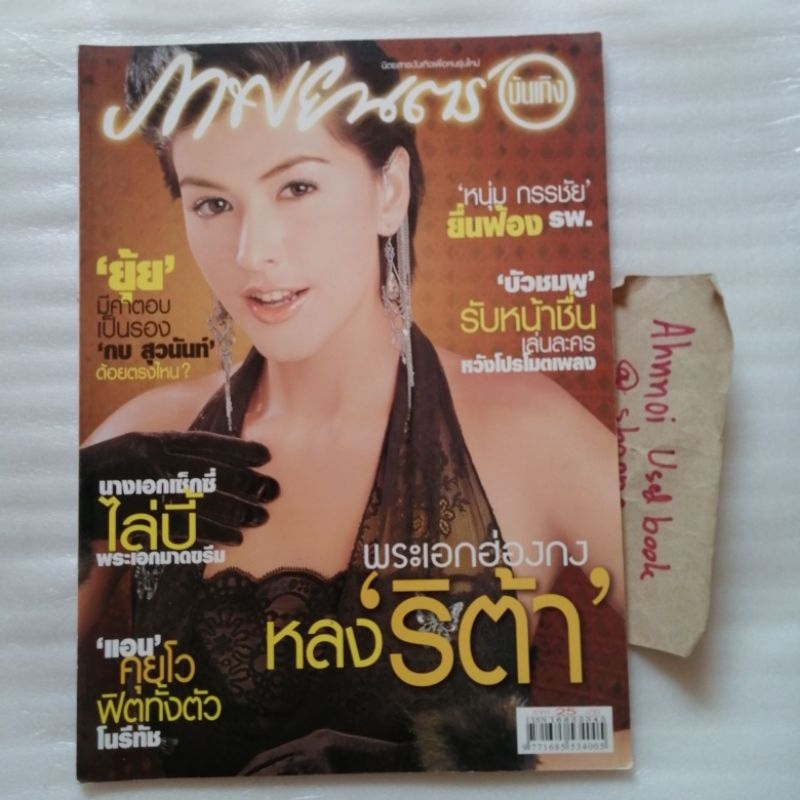 นิตยสารบันเทิงเพื่อคนรุ่นใหม่
ภาพยนตร์
บันเทิง
'หนุ่ม กรรชัย'
ยื่นฟ้อง รพ.
'ยุ้ย'
มีคำตอบ
เป็นรอง
'กบ สุวนันท์'
ด้อยตรงไหน?
'บัวชมพู'
รับหน้าชื่น
เล่นละคร
หวังโปรโมตเพลง
นางเอกเซ็กซี่
ไล่บี้
พระเอกมาดขรึม
พระเอกฮ่องกง
หลง 'ริต้า'
'แอน'
คุยโว
ฟิตทั้งตัว
โนรีทัช
25
ISSN 16855345
9 771685 534005
Ahnnoi Used book